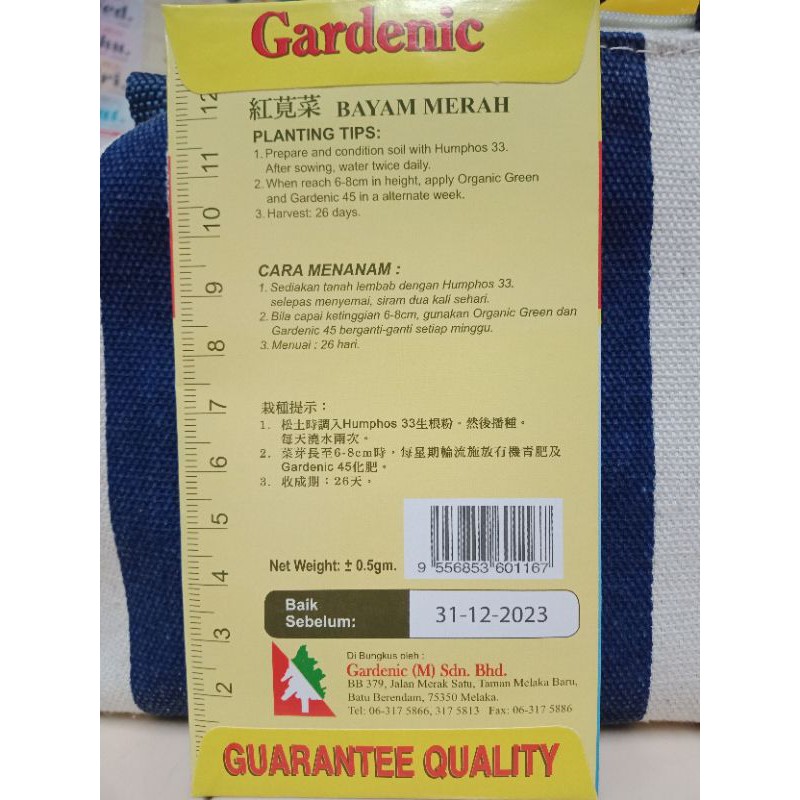 Gardenic
紅莧菜 BAYAM MERAH
PLANTING TIPS:
1. Prepare and condition soil with Humphos 33.
After sowing, water twice daily.
2. When reach 6-8cm in height, apply Organic Green
and Gardenic 45 in a alternate week.
3. Harvest: 26 days.
CARA MENANAM :
1. Sediakan tanah lembab dengan Humphos 33,
selepas menyemai, siram dua kali sehari.
2. Bila capai ketinggian 6-8cm, gunakan Organic Green dan
Gardenic 45 berganti-ganti setiap minggu.
3. Menuai : 26 hari.
栽種提示：
1. 松土時調入Humphos 33生根粉，然後播種。
每天澆水兩次。
2. 菜芽長至6-8cm時，每星期輪流施放有機青肥及
Gardenic 45化肥。
3. 收成期：26天。
9 556853 601167
Net Weight: ± 0.5gm.
Baik
Sebelum:
31-12-2023
Di Bungkus oleh :
Gardenic (M) Sdn. Bhd.
BB 379, Jalan Merak Satu, Taman Melaka Baru,
Batu Berendam, 75350 Melaka.
Tel: 06-317 5866, 317 5813 Fax: 06-317 5886
GUARANTEE QUALITY
12
11
10
9
8
7
6
5
4
3
2